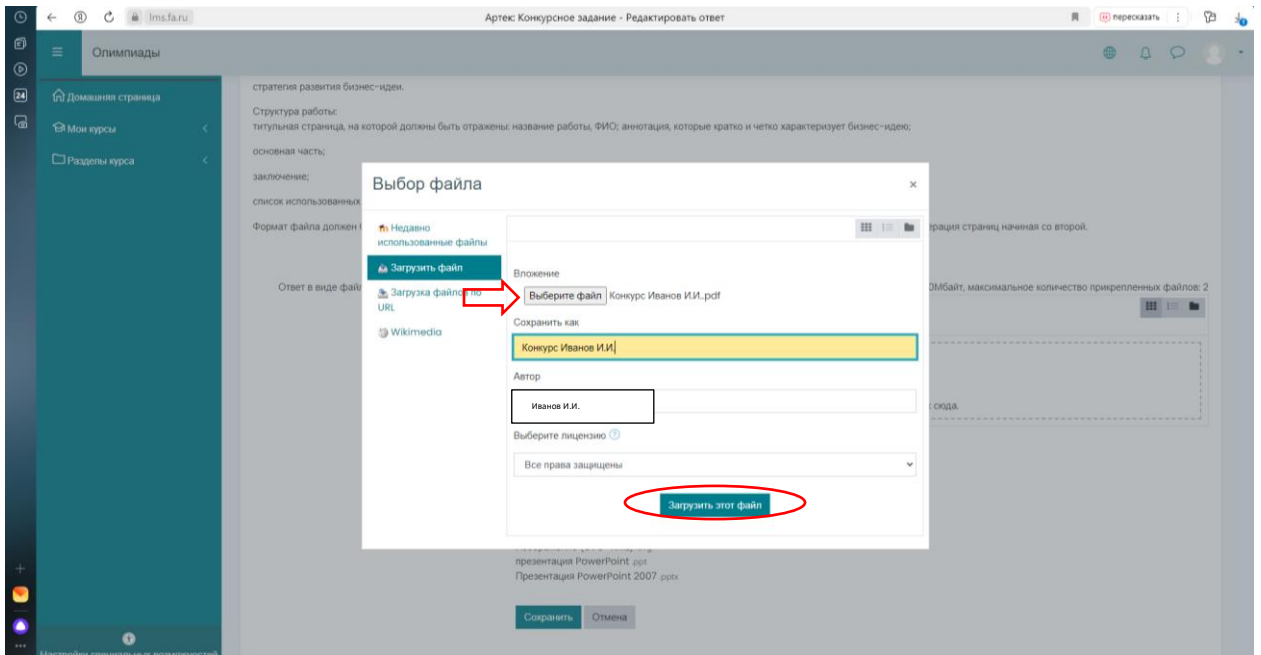 lms.fa.ru
Артек: Конкурсное задание - Редактировать ответ
пересказать
24
Олимпиады
Домашняя страница
Мои курсы
Разделы курса
стратегия развития бизнес-идеи.
Структура работы:
титульная страница, на которой должны быть отражены: название работы, ФИО; аннотация, которые кратко и четко характеризует бизнес-идею;
основная часть;
заключение;
список использованных
Формат файла должен
ерация страниц начиная со второй.
Ответ в виде фай
0Мбайт, максимальное количество прикрепленных файлов: 2
сюда.
Выбор файла
×
Недавно
использованные файлы
Загрузить файл
Загрузка файлов по
URL
Wikimedia
Вложение
Выберите файл Конкурс Иванов И.И..pdf
Сохранить как
Конкурс Иванов И.И.
Автор
Иванов И.И.
Выберите лицензию
Все права защищены
Загрузить этот файл
презентация PowerPoint .ppt
Презентация PowerPoint 2007 .pptx
Сохранить Отмена
Настройки специальных возможностей